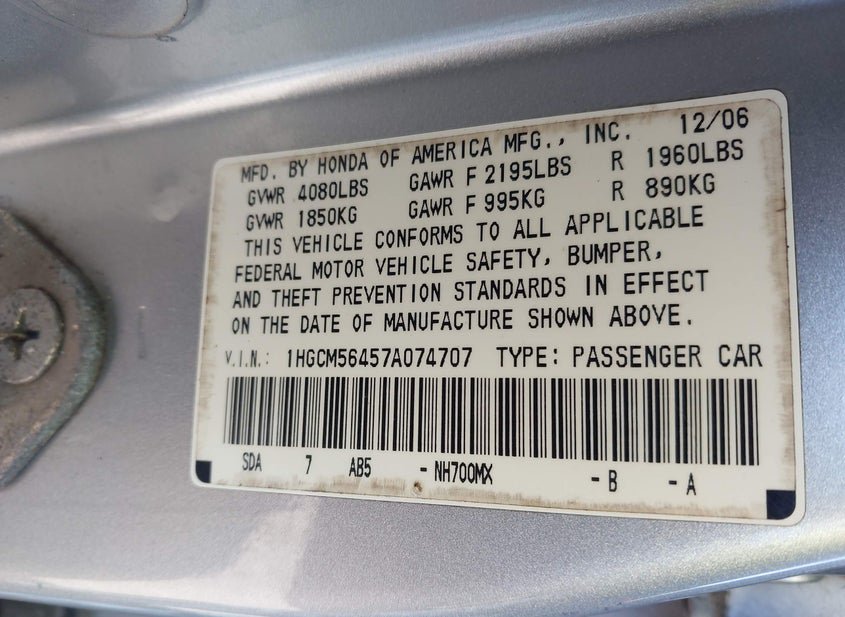 MFD. BY HONDA OF AMERICA MFG., INC. 12/06
GVWR 4080LBS GAWR F 2195LBS R 1960LBS
GVWR 1850KG GAWR F 995KG R 890KG
THIS VEHICLE CONFORMS TO ALL APPLICABLE
FEDERAL MOTOR VEHICLE SAFETY, BUMPER,
AND THEFT PREVENTION STANDARDS IN EFFECT
ON THE DATE OF MANUFACTURE SHOWN ABOVE.
V.I.N.: 1HGCM56457A074707 TYPE: PASSENGER CAR
SDA 7 AB5 -NH700MX -B -A